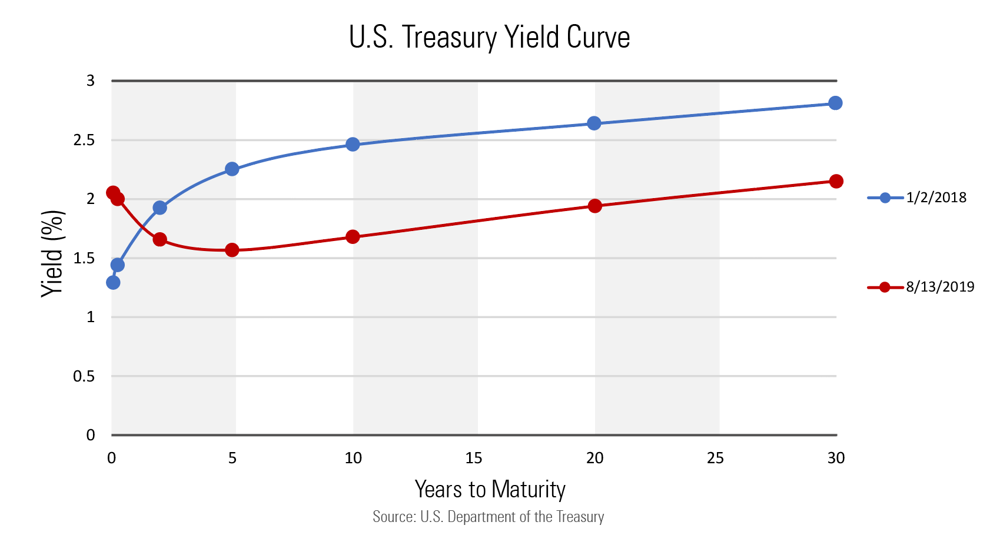 U.S. Treasury Yield Curve
3
2.5
2
1.5
1
0.5
0
Yield (%)
0 5 10 15 20 25 30
Years to Maturity
Source: U.S. Department of the Treasury
1/2/2018
8/13/2019